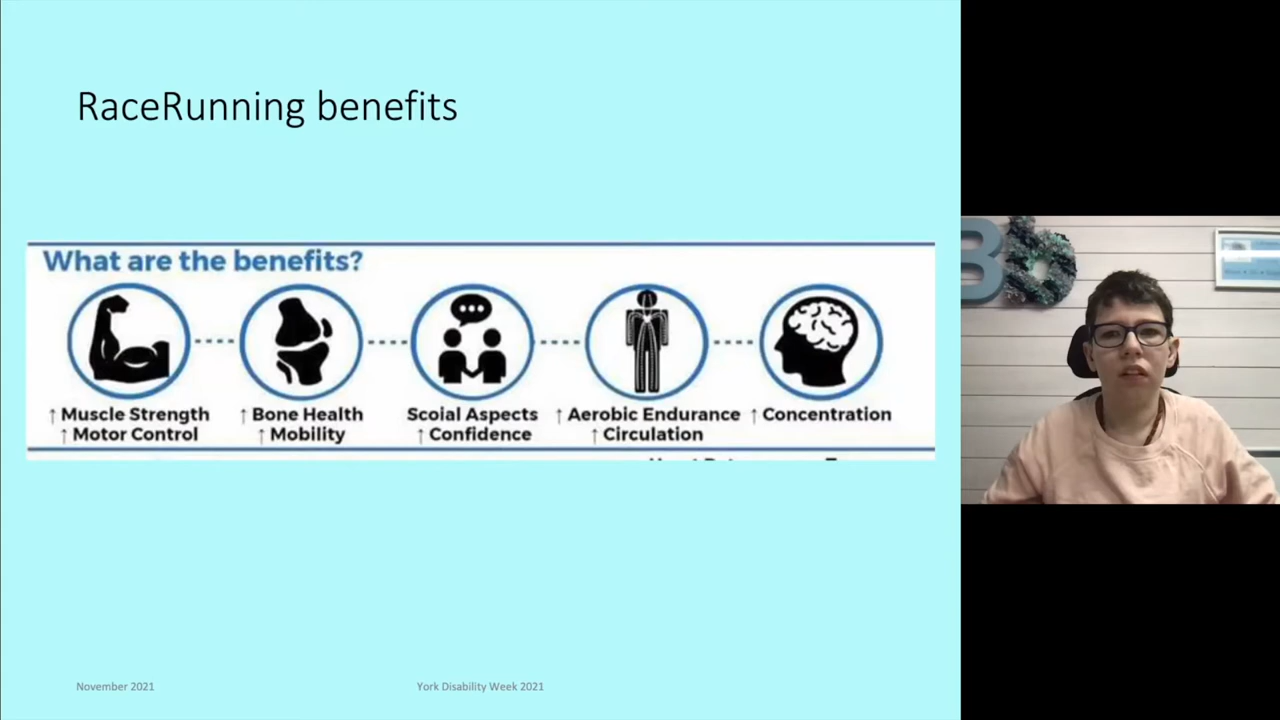 RaceRunning benefits
What are the benefits?
↑ Muscle Strength
↑ Motor Control
↑ Bone Health
↑ Mobility
Scoial Aspects
↑ Confidence
↑ Aerobic Endurance
↑ Circulation
↑ Concentration
November 2021
York Disability Week 2021
B